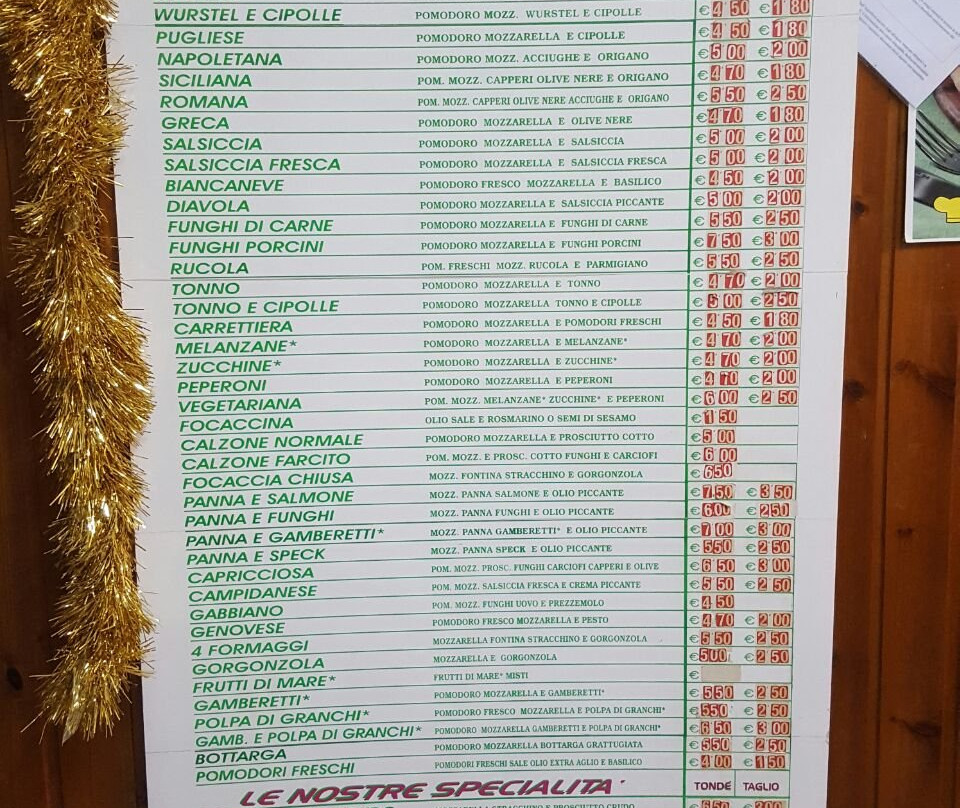 WURSTEL E CIPOLLE POMODORO MOZZ. WURSTEL E CIPOLLE € 4 50 € 1 80
PUGLIESE POMODORO MOZZARELLA E CIPOLLE € 4 50 € 1 80
NAPOLETANA POMODORO MOZZ. ACCIUGHE E ORIGANO € 5 00 € 2 00
SICILIANA POM. MOZZ. CAPPERI OLIVE NERE E ORIGANO € 4 70 € 1 80
ROMANA POM. MOZZ. CAPPERI OLIVE NERE ACCIUGHE E ORIGANO € 5 50 € 2 50
GRECA POMODORO MOZZARELLA E OLIVE NERE € 4 70 € 1 80
SALSICCIA POMODORO MOZZARELLA E SALSICCIA € 5 00 € 2 00
SALSICCIA FRESCA POMODORO MOZZARELLA E SALSICCIA FRESCA € 5 00 € 2 00
BIANCANEVE POMODORO FRESCO MOZZARELLA E BASILICO € 4 50 € 2 00
DIAVOLA POMODORO MOZZARELLA E SALSICCIA PICCANTE € 5 00 € 2 00
FUNGHI DI CARNE POMODORO MOZZARELLA E FUNGHI DI CARNE € 5 50 € 2 50
FUNGHI PORCINI POMODORO MOZZARELLA E FUNGHI PORCINI € 7 50 € 3 00
RUCOLA POM. FRESCHI MOZZ. RUCOLA E PARMIGIANO € 5 50 € 2 50
TONNO POMODORO MOZZARELLA E TONNO € 4 70 € 2 00
TONNO E CIPOLLE POMODORO MOZZARELLA TONNO E CIPOLLE € 5 00 € 2 50
CARRETTIERA POMODORO MOZZARELLA E POMODORI FRESCHI € 4 50 € 1 80
MELANZANE* POMODORO MOZZARELLA E MELANZANE* € 4 70 € 2 00
ZUCCHINE* POMODORO MOZZARELLA E ZUCCHINE* € 4 70 € 2 00
PEPERONI POMODORO MOZZARELLA E PEPERONI € 4 70 € 2 00
VEGETARIANA POM. MOZZ. MELANZANE* ZUCCHINE* E PEPERONI € 6 00 € 2 50
FOCACCINA OLIO SALE E ROSMARINO O SEMI DI SESAMO € 1 50
CALZONE NORMALE POMODORO MOZZARELLA E PROSCIUTTO COTTO € 5 00
CALZONE FARCITO POM. MOZZ. E PROSC. COTTO FUNGHI E CARCIOFI € 6 00
FOCACCIA CHIUSA MOZZ. FONTINA STRACCHINO E GORGONZOLA € 6 50
PANNA E SALMONE MOZZ. PANNA SALMONE E OLIO PICCANTE € 7 50 € 3 50
PANNA E FUNGHI MOZZ. PANNA FUNGHI E OLIO PICCANTE € 6 00 € 2 50
PANNA E GAMBERETTI* MOZZ. PANNA GAMBERETTI* E OLIO PICCANTE € 7 00 € 3 00
PANNA E SPECK MOZZ. PANNA SPECK E OLIO PICCANTE € 5 50 € 2 50
CAPRICCIOSA POM. MOZZ. PROSC. FUNGHI CARCIOFI CAPPERI E OLIVE € 6 50 € 3 00
CAMPIDANESE POM. MOZZ. SALSICCIA FRESCA E CREMA PICCANTE € 5 50 € 2 50
GABBIANO POM. MOZZ. FUNGHI UOVO E PREZZEMOLO € 4 50
GENOVESE POMODORO FRESCO MOZZARELLA E PESTO € 4 70 € 2 00
4 FORMAGGI MOZZARELLA FONTINA STRACCHINO E GORGONZOLA € 5 50 € 2 50
GORGONZOLA MOZZARELLA E GORGONZOLA € 5 00 € 2 50
FRUTTI DI MARE* FRUTTI DI MARE* MISTI €
GAMBERETTI* POMODORO MOZZARELLA E GAMBERETTI* € 5 50 € 2 50
POLPA DI GRANCHI* POMODORO FRESCO MOZZARELLA E POLPA DI GRANCHI* € 5 50 € 2 50
GAMB. E POLPA DI GRANCHI* POMODORO MOZZARELLA GAMBERETTI E POLPA DI GRANCHI* € 6 50 € 3 00
BOTTARGA POMODORO MOZZARELLA BOTTARGA GRATTUGIATA € 5 50 € 2 50
POMODORI FRESCHI POMODORI FRESCHI SALE OLIO EXTRA AGLIO E BASILICO € 4 00 € 1 50
LE NOSTRE SPECIALITA' TONDE TAGLIO